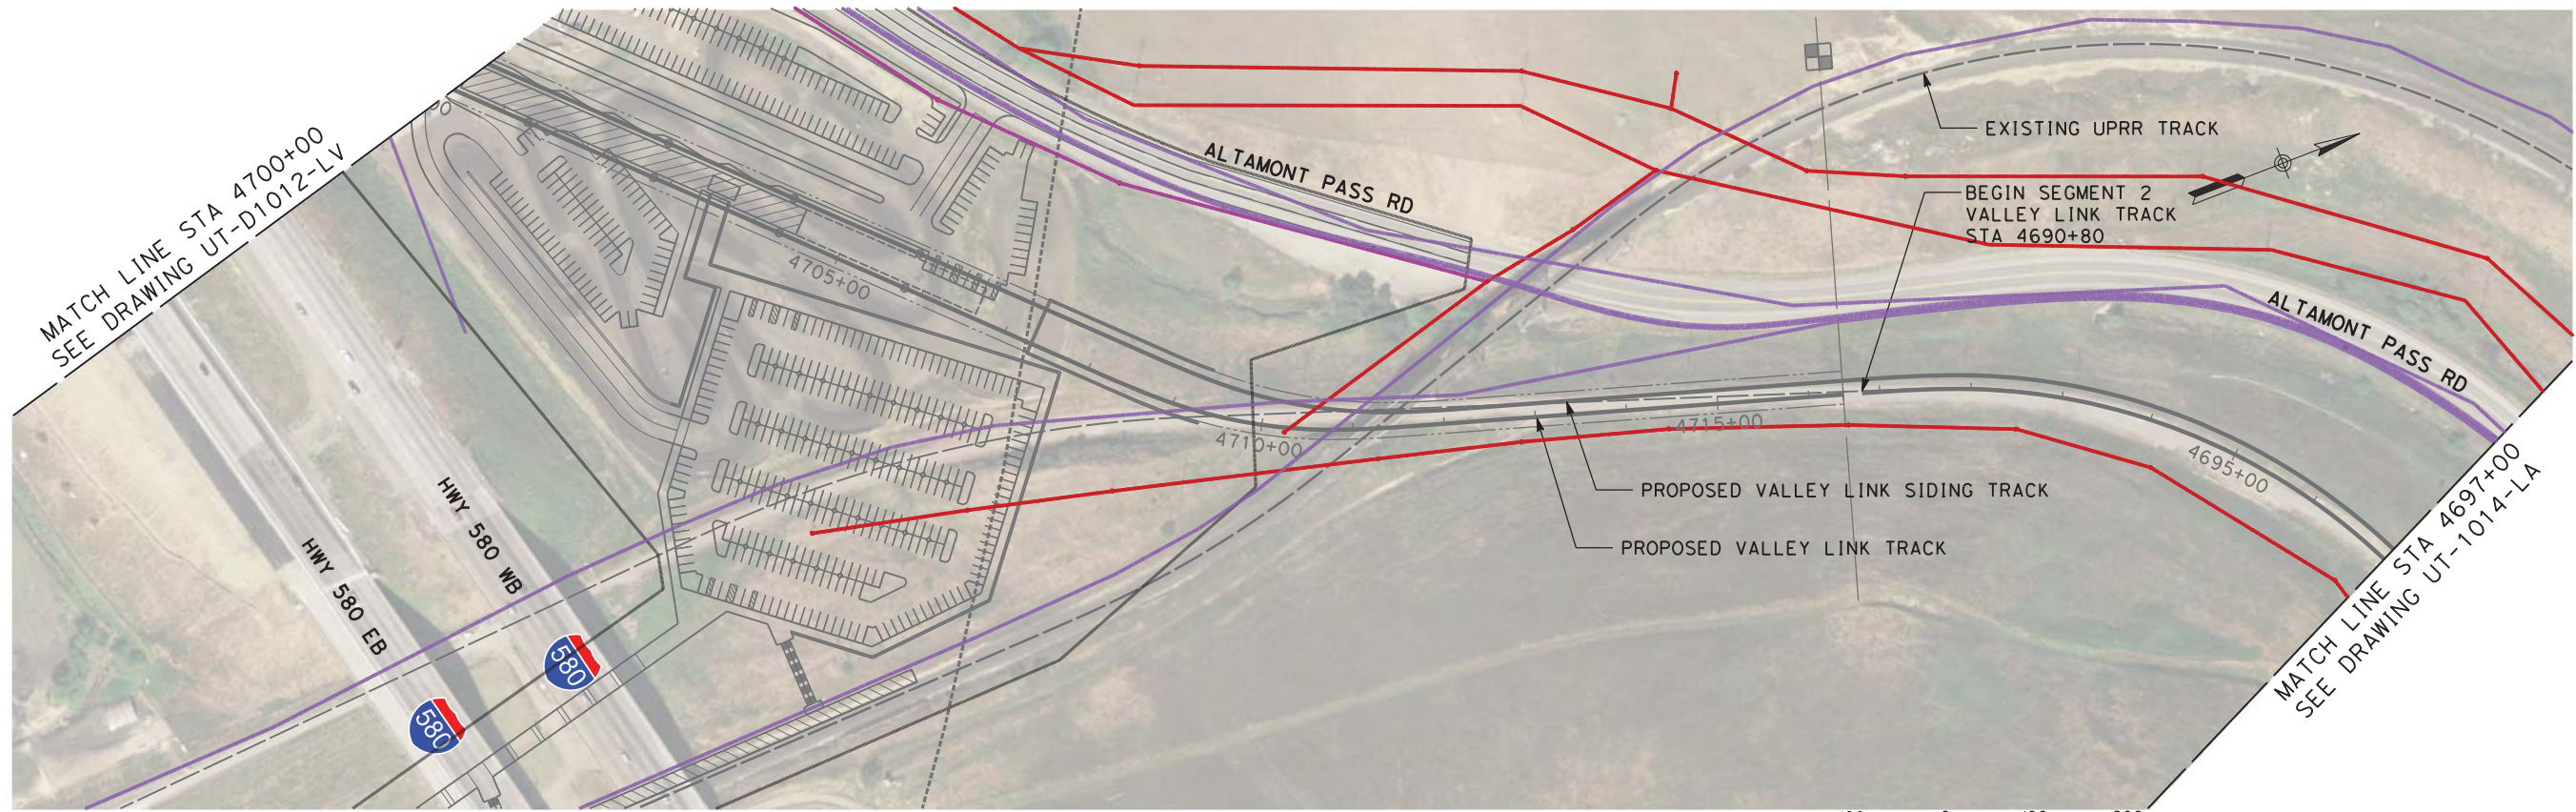 MATCH LINE STA 4700+00
SEE DRAWING UT-D1012-LV
ALTAMONT PASS RD
EXISTING UPRR TRACK
BEGIN SEGMENT 2
VALLEY LINK TRACK
STA 4690+80
4705+00
ALTAMONT PASS RD
4710+00
4715+00
4695+00
PROPOSED VALLEY LINK SIDING TRACK
PROPOSED VALLEY LINK TRACK
HWY 580 WB
HWY 580 EB
580
580
MATCH LINE STA 4697+00
SEE DRAWING UT-1014-LA